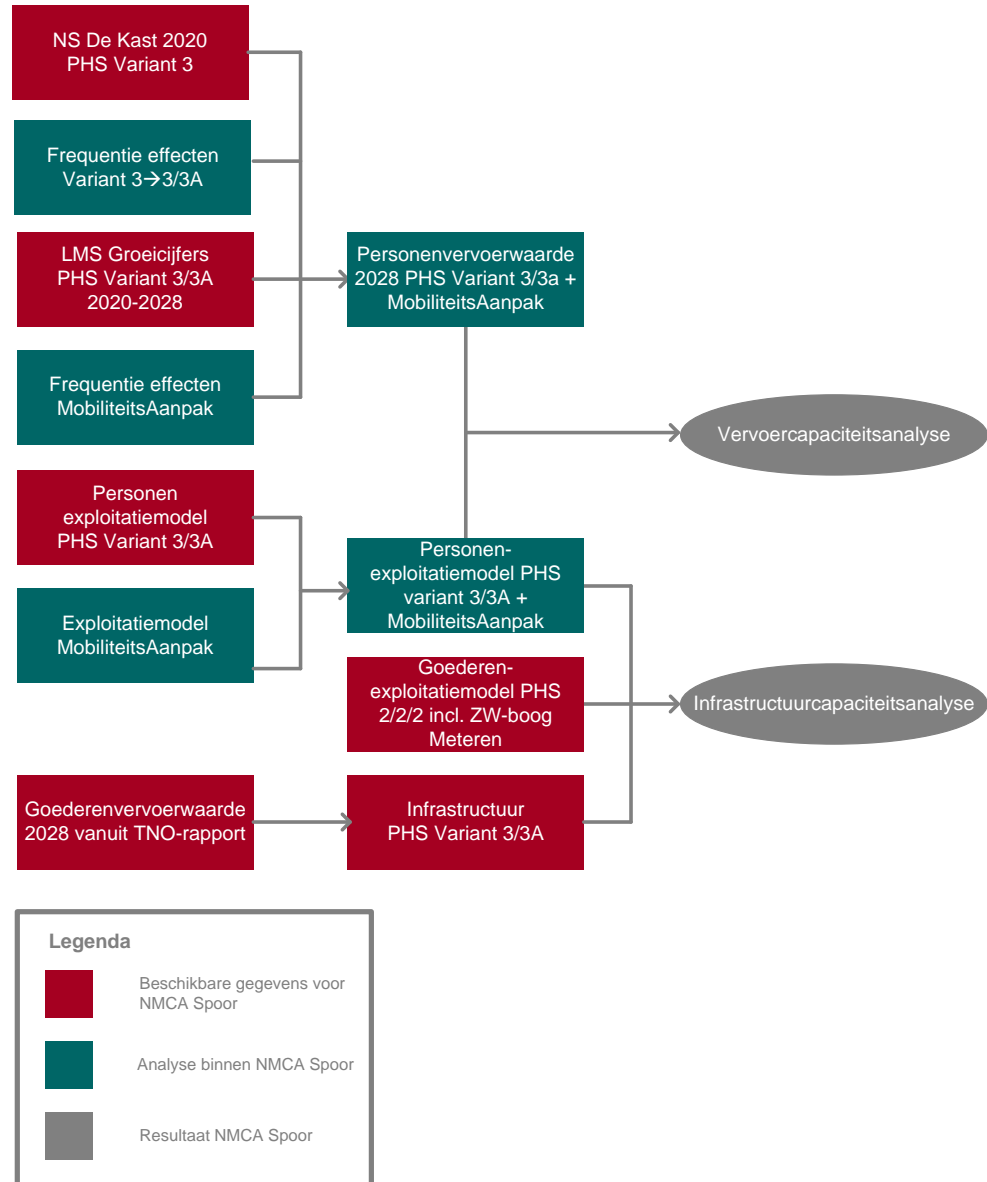 NS De Kast 2020
PHS Variant 3
Frequentie effecten
Variant 3→3/3A
LMS Groeicijfers
PHS Variant 3/3A
2020-2028
Personenvervoerwaarde
2028 PHS Variant 3/3a +
MobiliteitsAanpak
Frequentie effecten
MobiliteitsAanpak
Vervoercapaciteitsanalyse
Personen
exploitatiemodel
PHS Variant 3/3A
Personen-
exploitatiemodel PHS
variant 3/3A +
MobiliteitsAanpak
Exploitatiemodel
MobiliteitsAanpak
Goederen-
exploitatiemodel PHS
2/2/2 incl. ZW-boog
Meteren
Infrastructuurcapaciteitsanalyse
Goederenvervoerwaarde
2028 vanuit TNO-rapport
Infrastructuur
PHS Variant 3/3A
Legenda
Beschikbare gegevens voor
NMCA Spoor
Analyse binnen NMCA Spoor
Resultaat NMCA Spoor